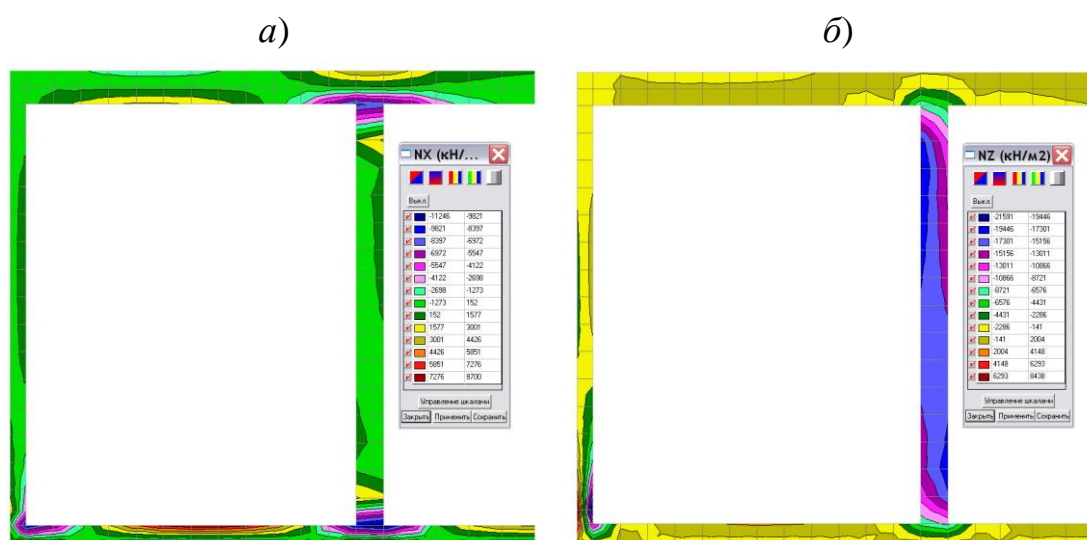 а)
б)
NX (кН/...
Выкл.
-11246 -9821
-9821 -8397
-8397 -6972
-6972 -5547
-5547 -4122
-4122 -2698
-2698 -1273
-1273 152
152 1577
1577 3001
3001 4426
4426 5851
5851 7276
7276 8700
Управление шкалами
Закрыть Применить Сохранить
NZ (кН/м2)
Выкл.
-21591 -19446
-19446 -17301
-17301 -15156
-15156 -13011
-13011 -10866
-10866 -8721
-8721 -6576
-6576 -4431
-4431 -2286
-2286 -141
-141 2004
2004 4148
4148 6293
6293 8438
Управление шкалами
Закрыть Применить Сохранить